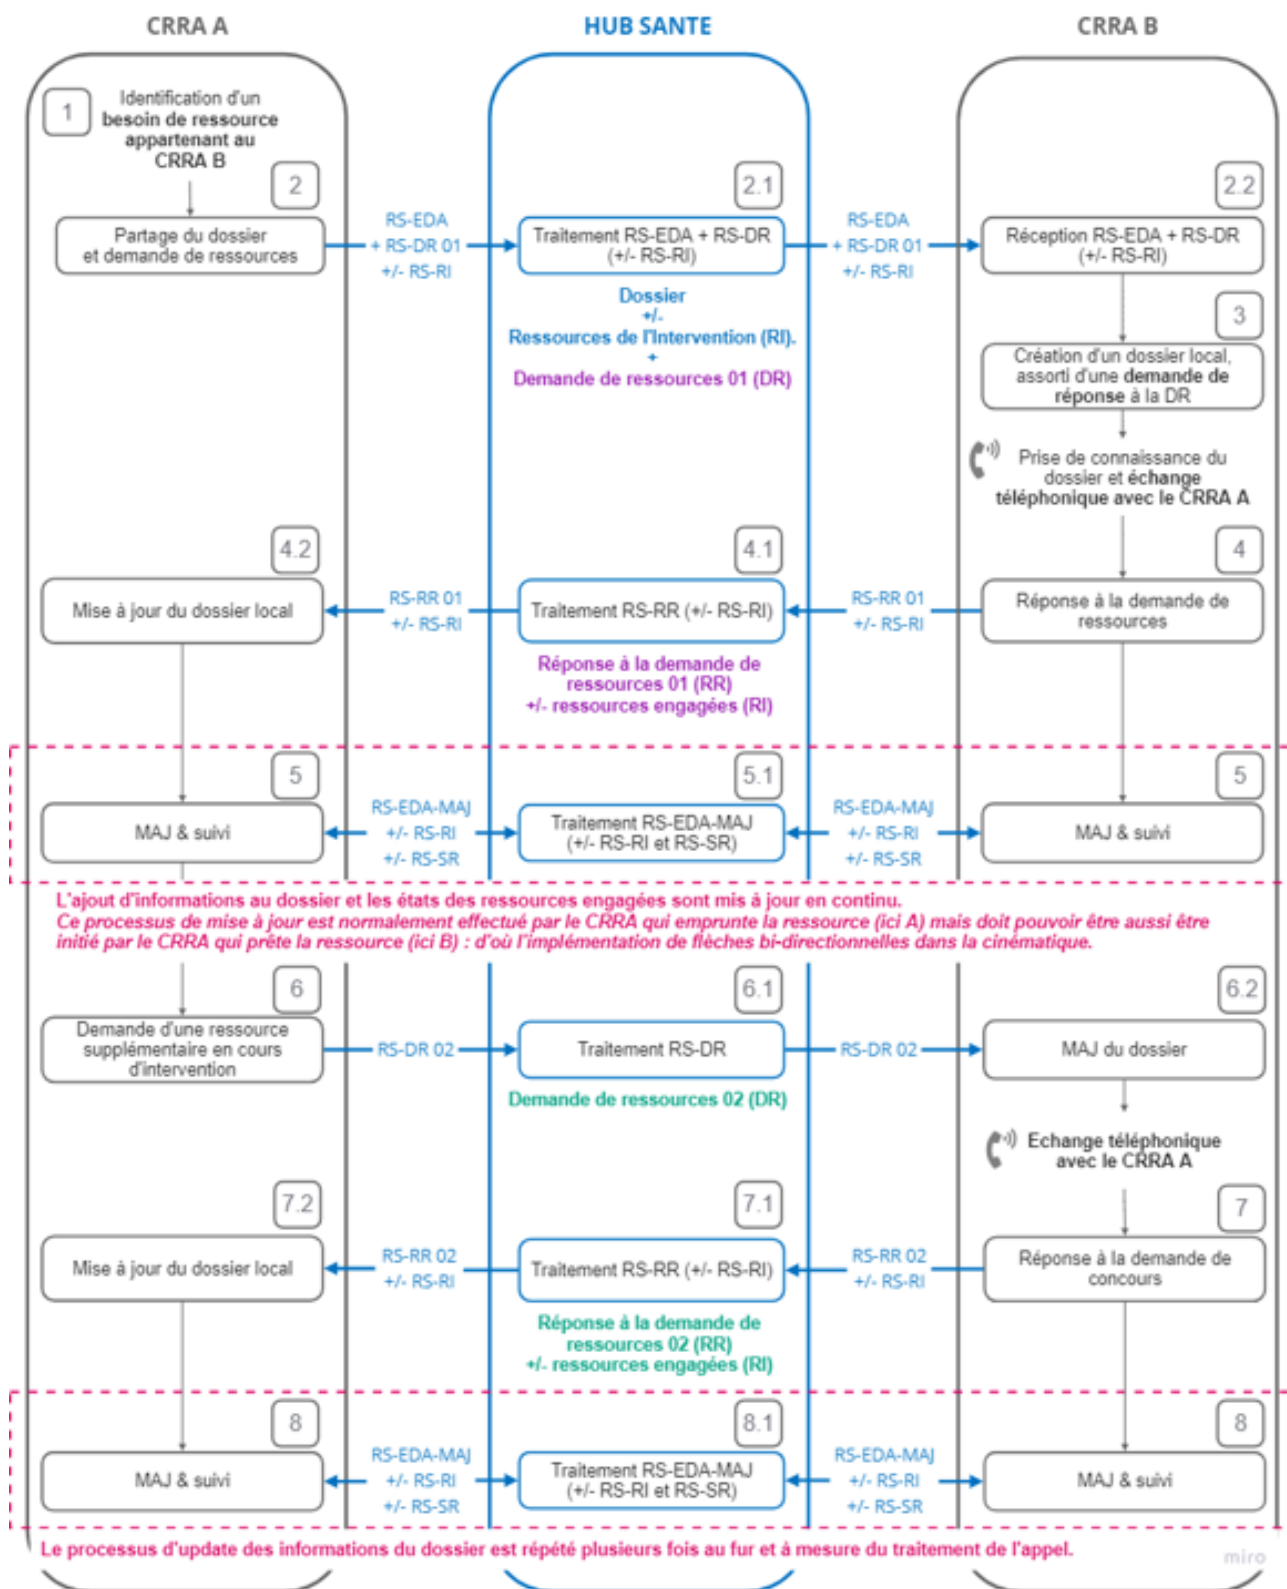 CRRA A
HUB SANTE
CRRA B
1
Identification d'un
besoin de ressource
appartenant au
CRRA B
2
2.1
2.2
Partage du dossier
et demande de ressources
RS-EDA
+ RS-DR 01
+/- RS-RI
Traitement RS-EDA + RS-DR
(+/- RS-RI)
RS-EDA
+ RS-DR 01
+/- RS-RI
Réception RS-EDA + RS-DR
(+/- RS-RI)
Dossier
+/-
Ressources de l'Intervention (RI).
+
Demande de ressources 01 (DR)
3
Création d'un dossier local,
assorti d'une demande de
réponse à la DR
Prise de connaissance du
dossier et échange
téléphonique avec le CRRA A
4.2
4.1
4
Mise à jour du dossier local
RS-RR 01
+/- RS-RI
Traitement RS-RR (+/- RS-RI)
RS-RR 01
+/- RS-RI
Réponse à la demande de
ressources
Réponse à la demande de
ressources 01 (RR)
+/- ressources engagées (RI)
5
5.1
5
MAJ & suivi
RS-EDA-MAJ
+/- RS-RI
+/- RS-SR
Traitement RS-EDA-MAJ
(+/- RS-RI et RS-SR)
RS-EDA-MAJ
+/- RS-RI
+/- RS-SR
MAJ & suivi
L'ajout d'informations au dossier et les états des ressources engagées sont mis à jour en continu.
Ce processus de mise à jour est normalement effectué par le CRRA qui emprunte la ressource (ici A) mais doit pouvoir être aussi être
initié par le CRRA qui prête la ressource (ici B) : d'où l'implémentation de flèches bi-directionnelles dans la cinématique.
6
6.1
6.2
Demande d'une ressource
supplémentaire en cours
d'intervention
RS-DR 02
Traitement RS-DR
RS-DR 02
MAJ du dossier
Demande de ressources 02 (DR)
Echange téléphonique
avec le CRRA A
7.2
7.1
7
Mise à jour du dossier local
RS-RR 02
+/- RS-RI
Traitement RS-RR (+/- RS-RI)
RS-RR 02
+/- RS-RI
Réponse à la demande de
concours
Réponse à la demande de
ressources 02 (RR)
+/- ressources engagées (RI)
8
8.1
8
MAJ & suivi
RS-EDA-MAJ
+/- RS-RI
+/- RS-SR
Traitement RS-EDA-MAJ
(+/- RS-RI et RS-SR)
RS-EDA-MAJ
+/- RS-RI
+/- RS-SR
MAJ & suivi
Le processus d'update des informations du dossier est répété plusieurs fois au fur et à mesure du traitement de l'appel.
miro